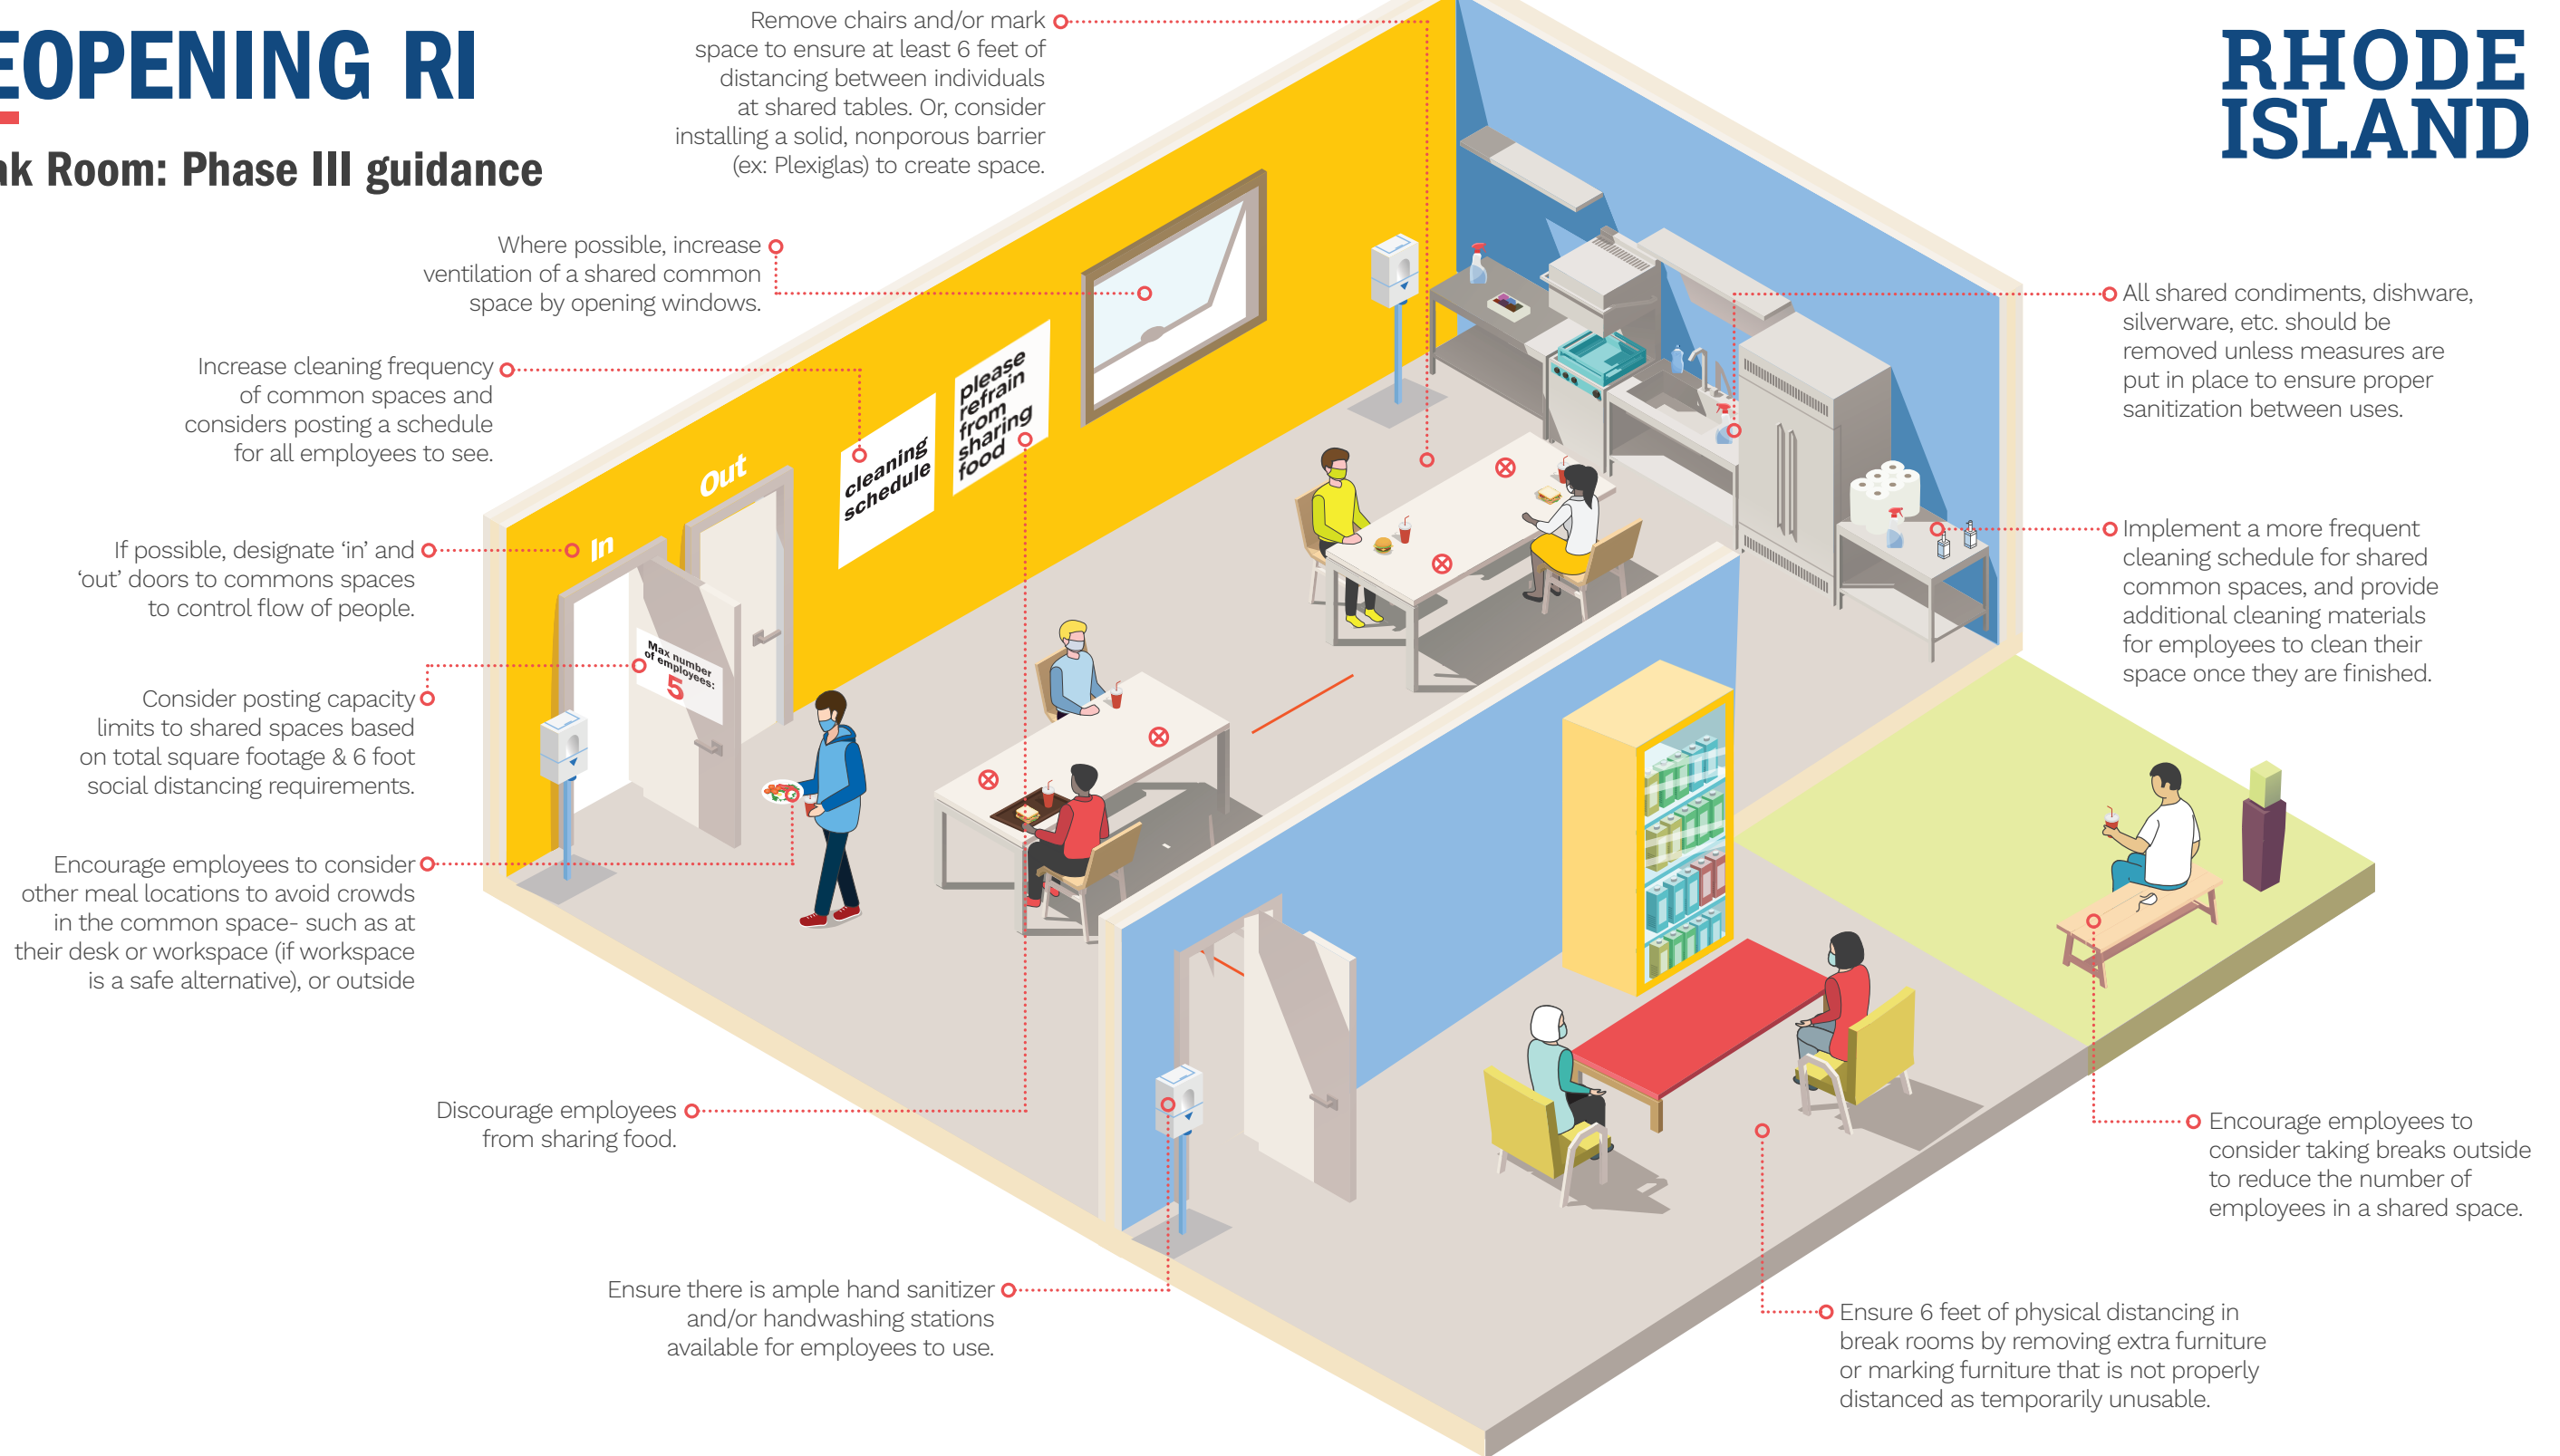 EOPENING RI
ak Room: Phase III guidance
RHODE
ISLAND
Remove chairs and/or mark
space to ensure at least 6 feet of
distancing between individuals
at shared tables. Or, consider
installing a solid, nonporous barrier
(ex: Plexiglas) to create space.
Where possible, increase
ventilation of a shared common
space by opening windows.
Increase cleaning frequency
of common spaces and
considers posting a schedule
for all employees to see.
If possible, designate ‘in’ and
‘out’ doors to commons spaces
to control flow of people.
Consider posting capacity
limits to shared spaces based
on total square footage & 6 foot
social distancing requirements.
Encourage employees to consider
other meal locations to avoid crowds
in the common space- such as at
their desk or workspace (if workspace
is a safe alternative), or outside
Discourage employees
from sharing food.
Ensure there is ample hand sanitizer
and/or handwashing stations
available for employees to use.
In
Out
Max number
of employees:
5
cleaning
schedule
please
refrain
from
sharing
food
All shared condiments, dishware,
silverware, etc. should be
removed unless measures are
put in place to ensure proper
sanitization between uses.
Implement a more frequent
cleaning schedule for shared
common spaces, and provide
additional cleaning materials
for employees to clean their
space once they are finished.
Encourage employees to
consider taking breaks outside
to reduce the number of
employees in a shared space.
Ensure 6 feet of physical distancing in
break rooms by removing extra furniture
or marking furniture that is not properly
distanced as temporarily unusable.